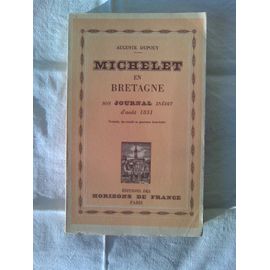 AUGUSTE DUPOUY
MICHELET
EN
BRETAGNE
SON JOURNAL INÉDIT
d'août 1831
ÉDITIONS DES
HORIZONS DE FRANCE
PARIS